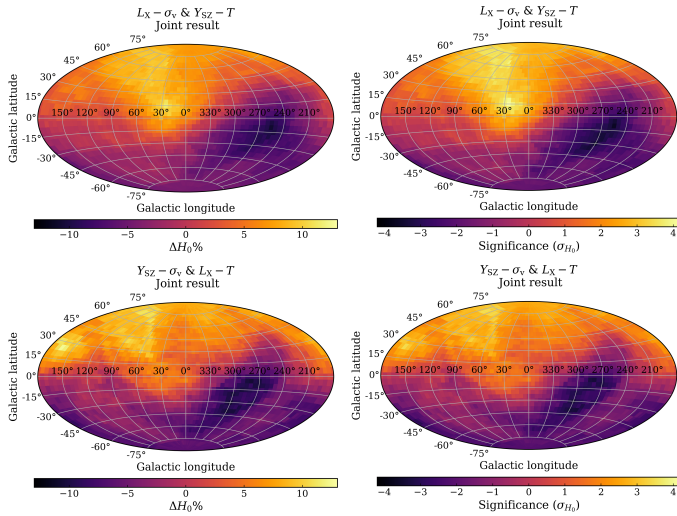 L_X − σ_v & Y_SZ − T
Joint result
75°
60°
30°
15°
0°
-15°
-30°
-45°
-60°
-75°
150° 120° 90° 60° 30° 0° 330° 300° 270° 240° 210°
Galactic latitude
Galactic longitude
−10 −5 0 5 10
ΔH_0%
L_X − σ_v & Y_SZ − T
Joint result
75°
60°
30°
15°
0°
-15°
-30°
-45°
-60°
-75°
150° 120° 90° 60° 30° 0° 330° 300° 270° 240° 210°
Galactic latitude
Galactic longitude
−4 −3 −2 −1 0 1 2 3 4
Significance (σ_H_0)
Y_SZ − σ_v & L_X − T
Joint result
75°
60°
30°
15°
0°
-15°
-30°
-45°
-60°
-75°
150° 120° 90° 60° 30° 0° 330° 300° 270° 240° 210°
Galactic latitude
Galactic longitude
−10 −5 0 5 10
ΔH_0%
Y_SZ − σ_v & L_X − T
Joint result
75°
60°
30°
15°
0°
-15°
-30°
-45°
-60°
-75°
150° 120° 90° 60° 30° 0° 330° 300° 270° 240° 210°
Galactic latitude
Galactic longitude
−4 −3 −2 −1 0 1 2 3 4
Significance (σ_H_0)